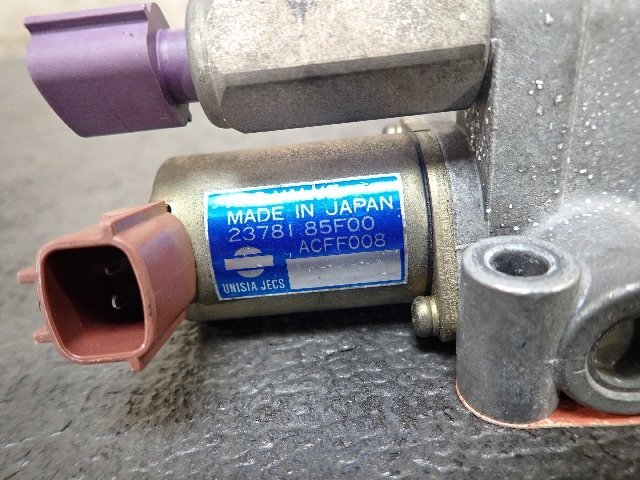 MADE IN JAPAN
23781 85F00
ACFF008
UNISIA JECS